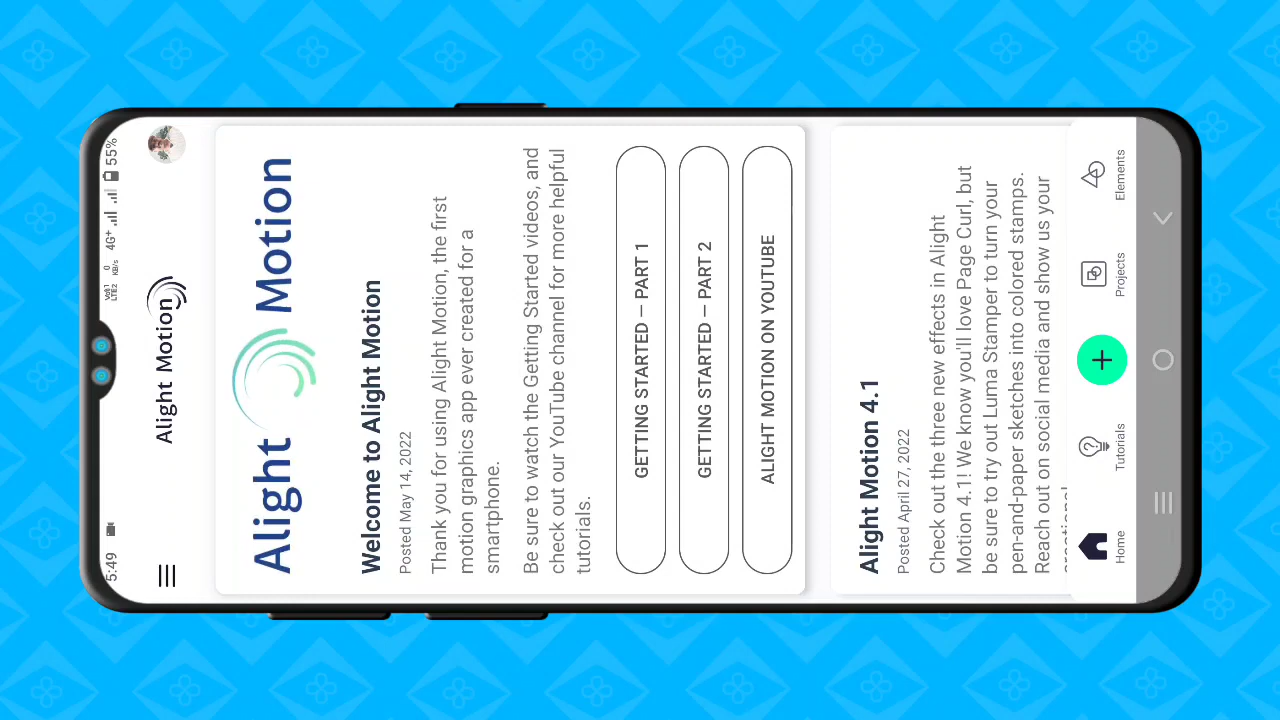 5:49
VoWiFi LTE2
0 KB/s
4G+
55%
Alight Motion
Alight Motion
Welcome to Alight Motion
Posted May 14, 2022
Thank you for using Alight Motion, the first
motion graphics app ever created for a
smartphone.
Be sure to watch the Getting Started videos, and
check out our YouTube channel for more helpful
tutorials.
GETTING STARTED – PART 1
GETTING STARTED – PART 2
ALIGHT MOTION ON YOUTUBE
Alight Motion 4.1
Posted April 27, 2022
Check out the three new effects in Alight
Motion 4.1! We know you'll love Page Curl, but
be sure to try out Luma Stamper to turn your
pen-and-paper sketches into colored stamps.
Reach out on social media and show us your
Home
Tutorials
Projects
Elements